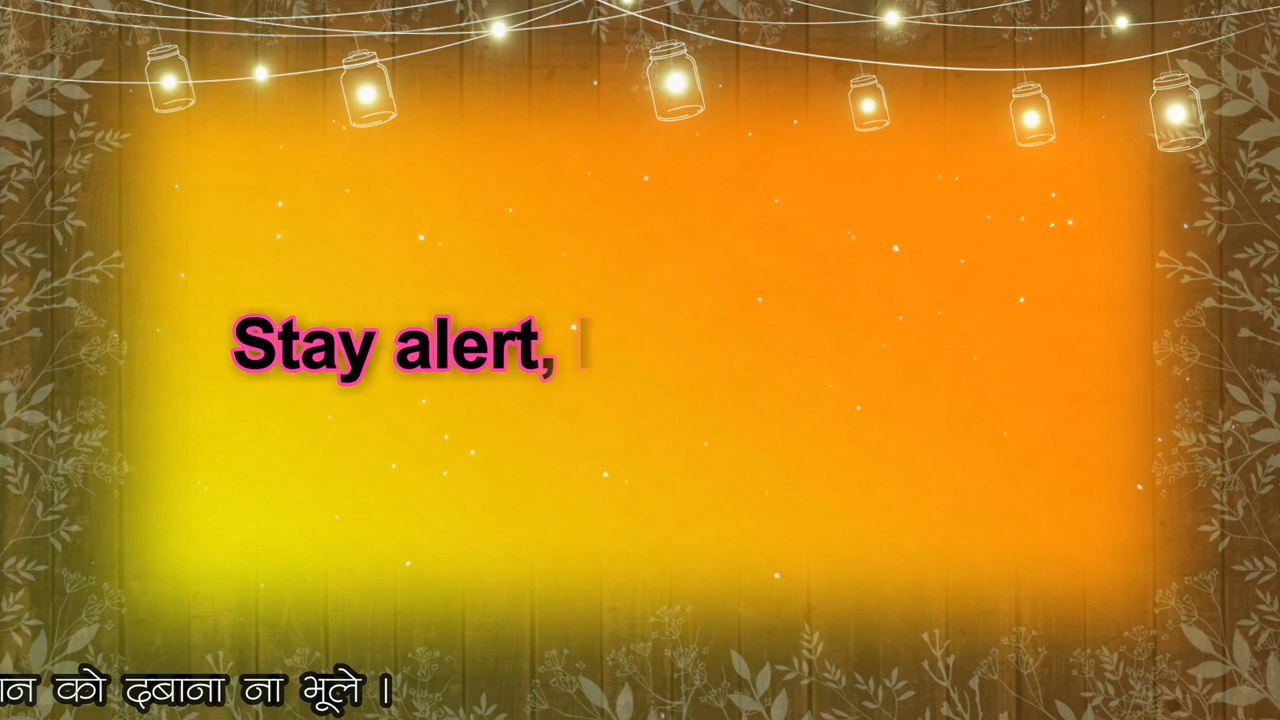 Stay alert,
को दबाना ना भूले ।